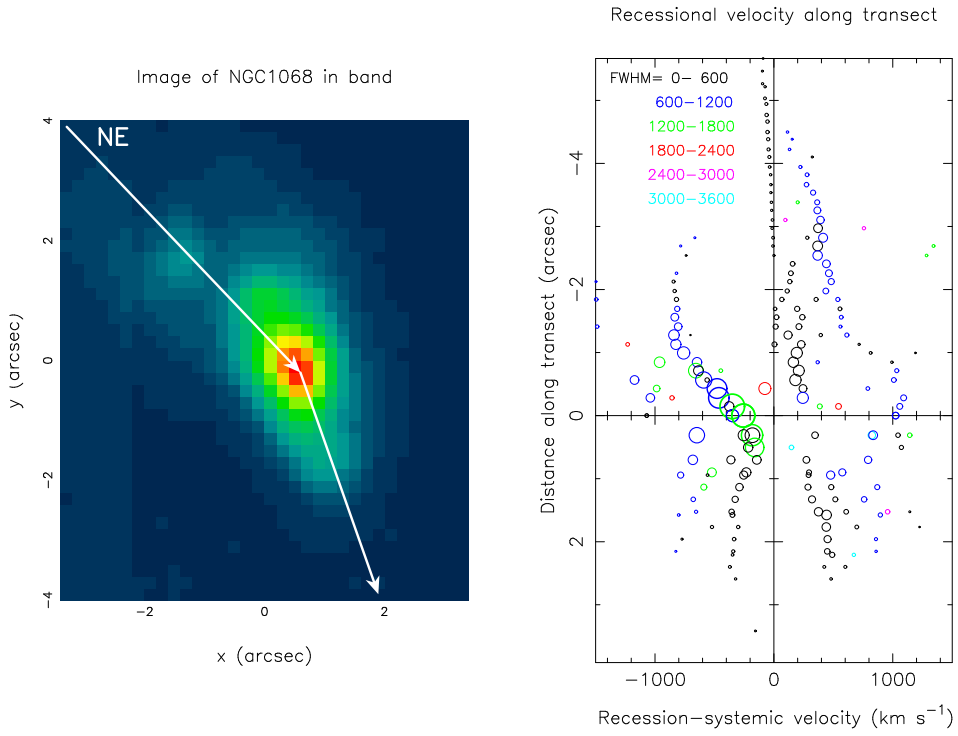 Recessional velocity along transect
Image of NGC1068 in band
NE
y (arcsec)
4
2
0
−2
−4
−2
0
2
x (arcsec)
FWHM= 0− 600
600−1200
1200−1800
1800−2400
2400−3000
3000−3600
Distance along transect (arcsec)
−4
−2
0
2
−1000
0
1000
Recession−systemic velocity (km s⁻¹)